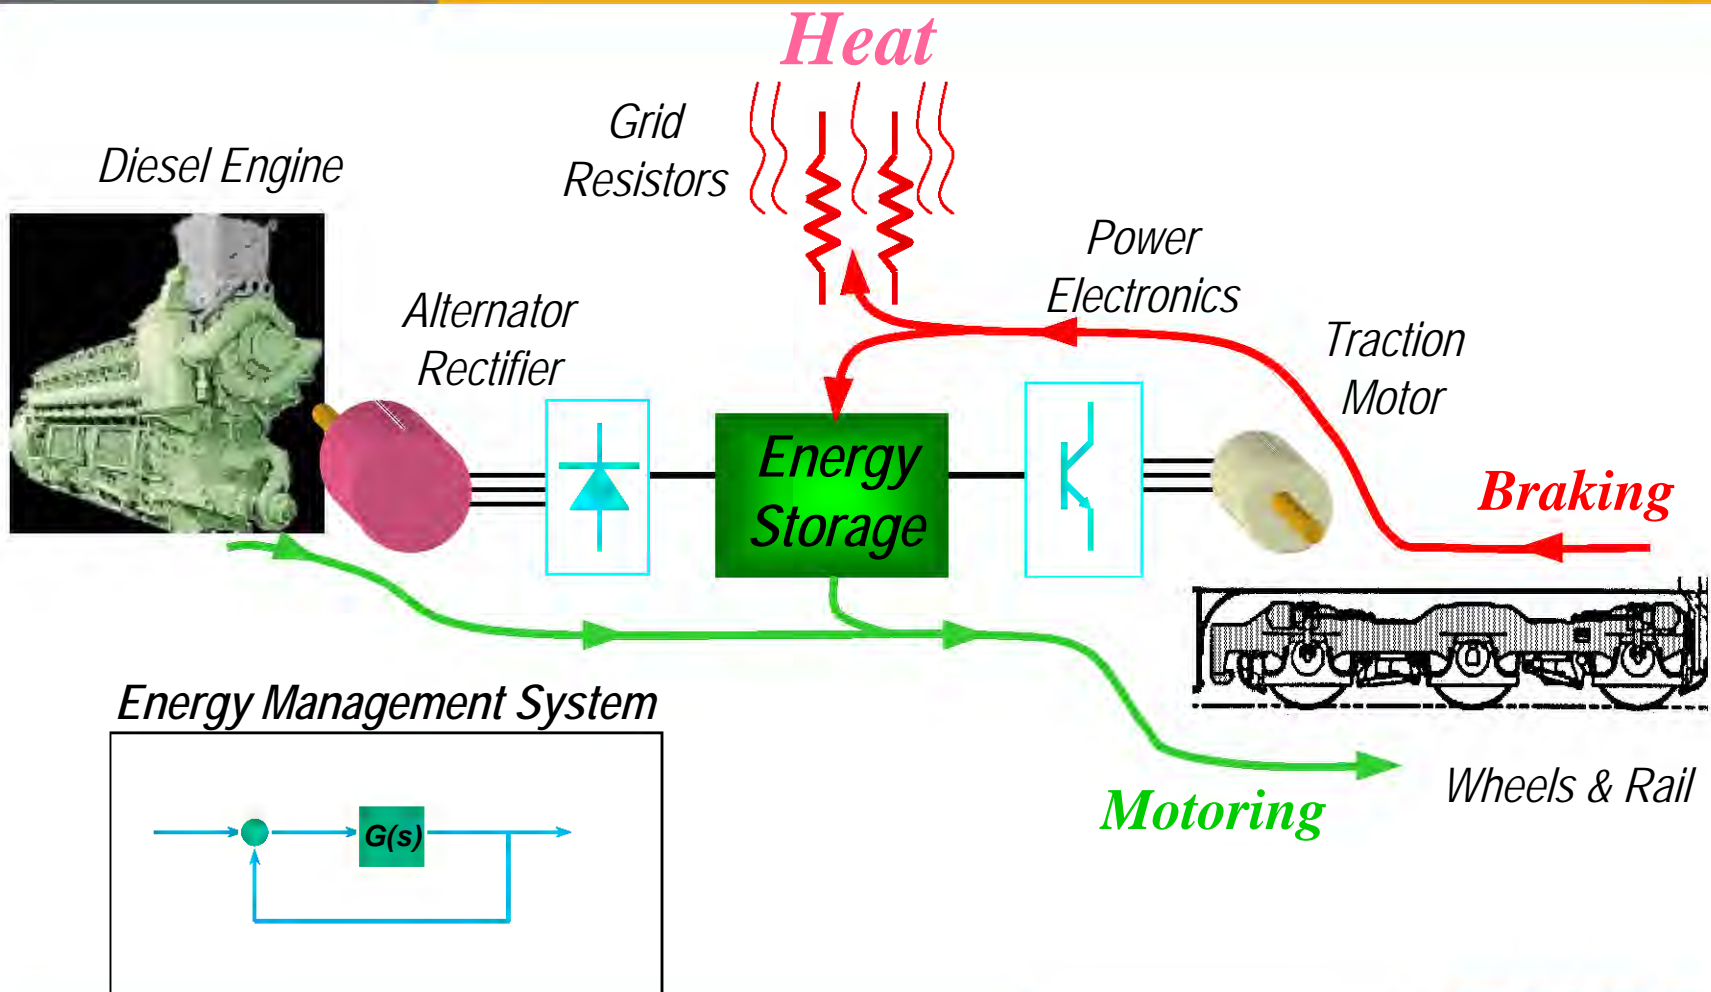 Heat
Grid
Resistors
Diesel Engine
Power
Electronics
Alternator
Rectifier
Traction
Motor
Energy
Storage
Braking
Energy Management System
G(s)
Motoring
Wheels & Rail